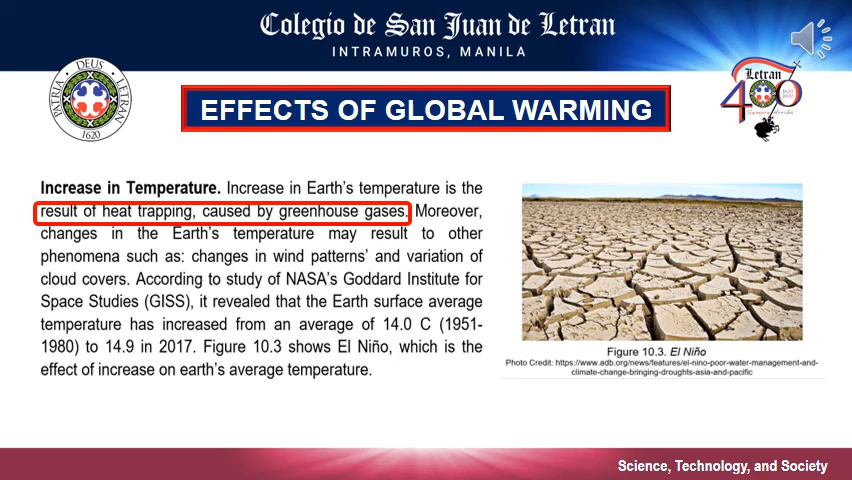 Colegio de San Juan de Letran
INTRAMUROS, MANILA
DEUS PATRIA LETRAN
1620
Letran
400
EFFECTS OF GLOBAL WARMING
Increase in Temperature. Increase in Earth's temperature is the
result of heat trapping, caused by greenhouse gases. Moreover,
changes in the Earth's temperature may result to other
phenomena such as: changes in wind patterns' and variation of
cloud covers. According to study of NASA's Goddard Institute for
Space Studies (GISS), it revealed that the Earth surface average
temperature has increased from an average of 14.0 C (1951-
1980) to 14.9 in 2017. Figure 10.3 shows El Niño, which is the
effect of increase on earth's average temperature.
Figure 10.3. El Niño
Photo Credit: https://www.adb.org/news/features/el-nino-poor-water-management-and-
climate-change-bringing-droughts-asia-and-pacific
Science, Technology, and Society